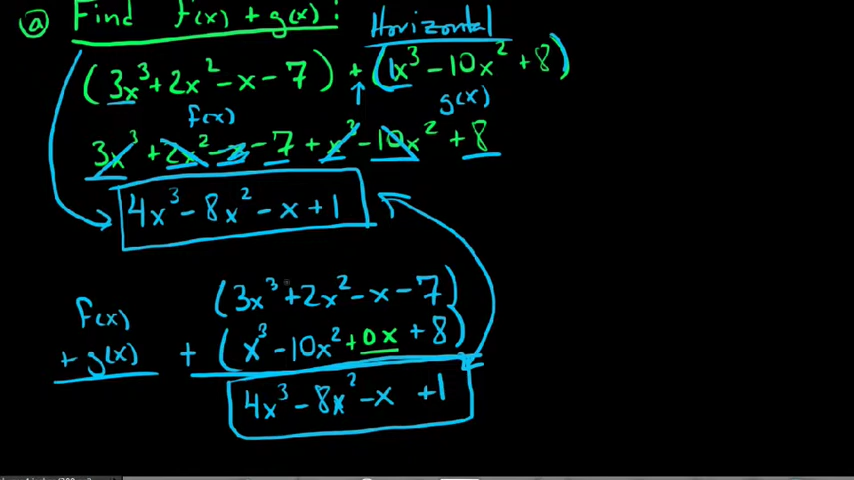 ⓐ Find f(x) + g(x) : Horizontal
(3x³+2x²-x-7) + (1x³-10x²+8)
f(x) g(x)
3x³+2x²-x-7+x³-10x²+8
4x³-8x²-x+1
(3x³+2x²-x-7)
f(x)
+g(x) + (x³-10x²+0x+8)
4x³-8x²-x +1